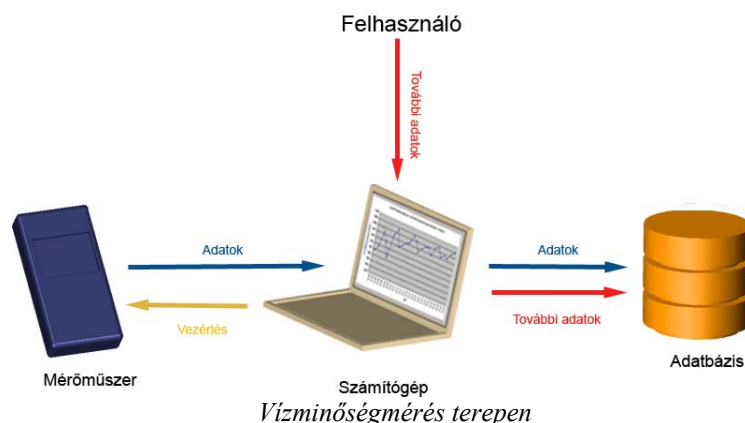 Felhasználó
További adatok
Adatok
Adatok
Vezérlés
További adatok
Mérőműszer
Számítógép
Adatbázis
Vízminőségmérés terepen